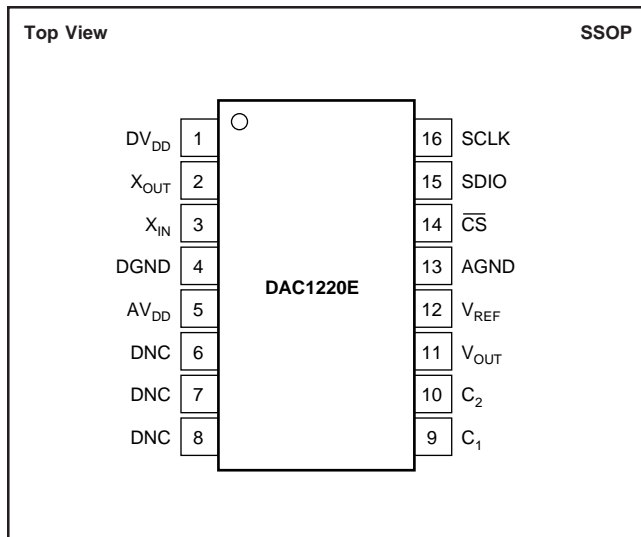 Top View SSOP
DV_DD 1 16 SCLK
X_OUT 2 15 SDIO
X_IN 3 14 C̅S̅
DGND 4 13 AGND
DAC1220E
AV_DD 5 12 V_REF
DNC 6 11 V_OUT
DNC 7 10 C_2
DNC 8 9 C_1